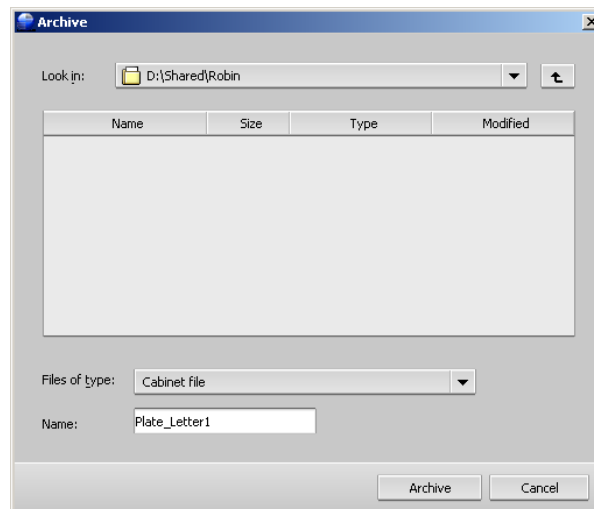 Archive
Look in: D:\Shared\Robin
Name Size Type Modified
Files of type: Cabinet file
Name: Plate_Letter1
Archive Cancel